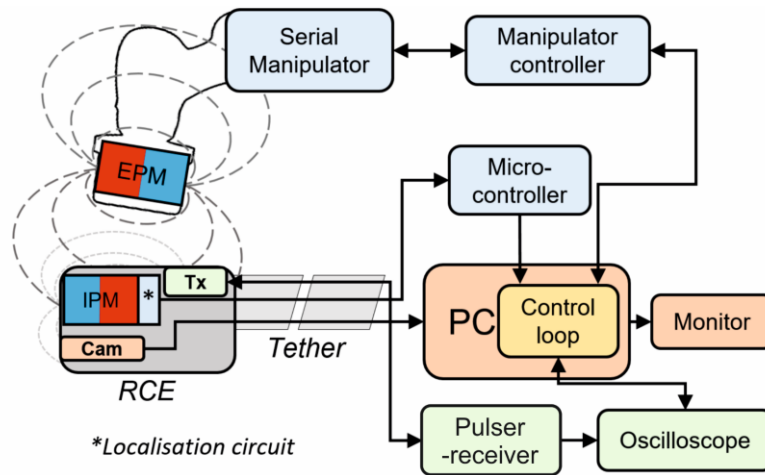 Serial
Manipulator
Manipulator
controller
EPM
Micro-
controller
IPM
*
Tx
Cam
RCE
Tether
PC
Control
loop
Monitor
*Localisation circuit
Pulser
-receiver
Oscilloscope